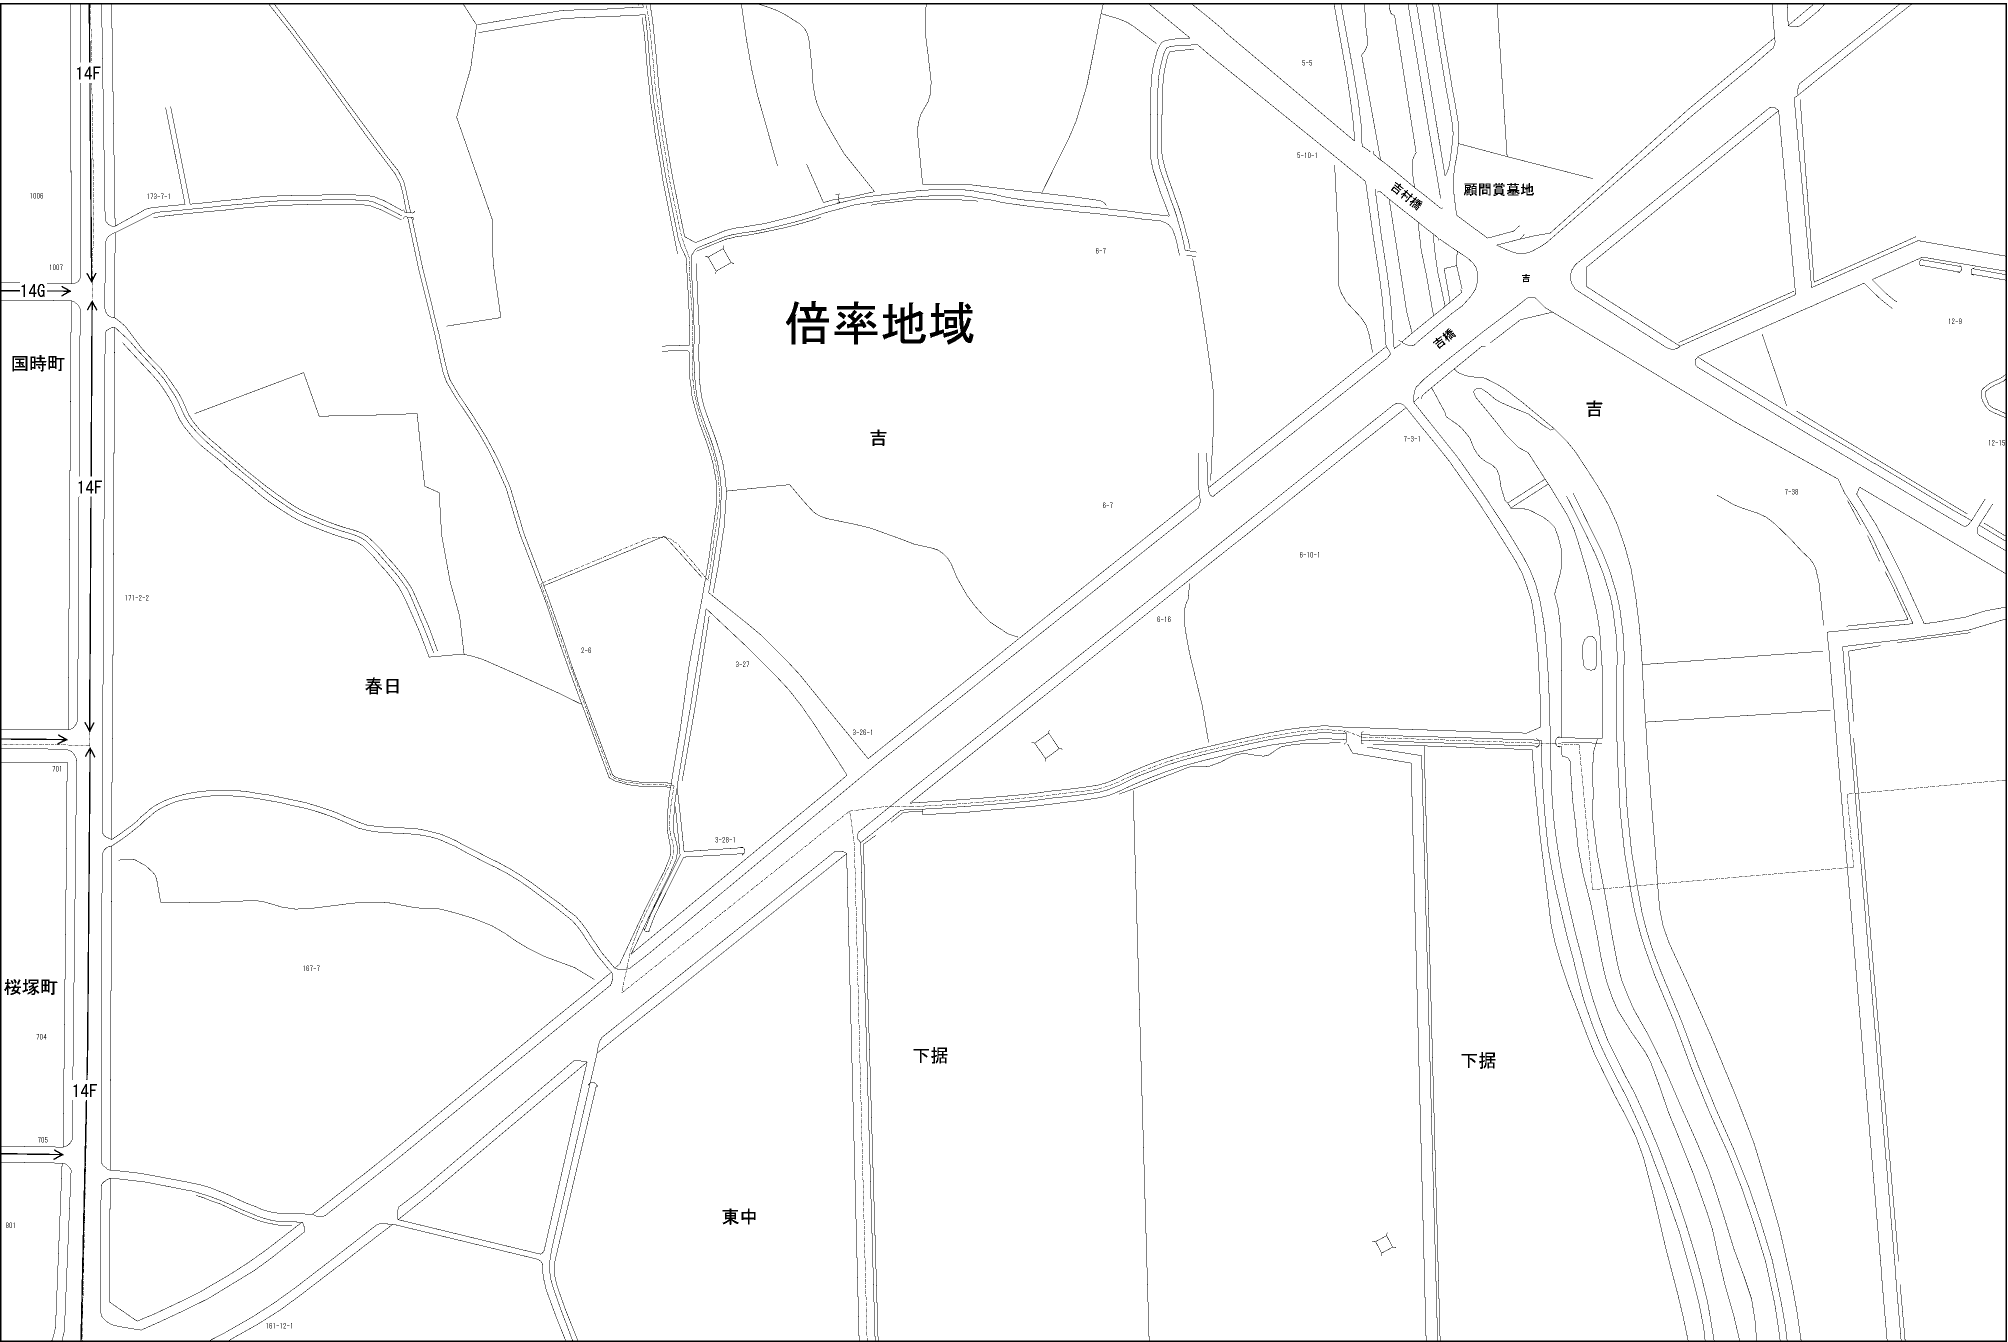 14F
5-5
5-10-1
1006
173-7-1
吉村橋
顧問賞墓地
6-7
1007
14G
吉
倍率地域
12-9
吉橋
国時町
吉
吉
7-3-1
12-15
14F
7-38
6-7
6-10-1
171-2-2
6-16
2-6
3-27
春日
3-26-1
701
3-28-1
167-7
桜塚町
704
下据
下据
14F
705
東中
801
161-12-1